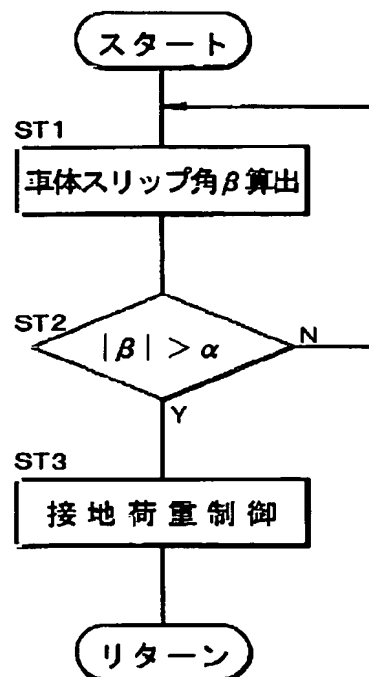 スタート
ST1
車体スリップ角β算出
ST2
|β| > α
N
Y
ST3
接地荷重制御
リターン